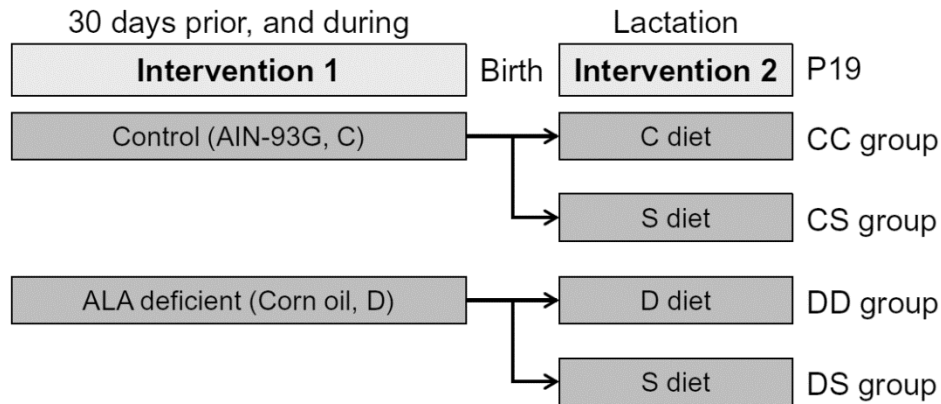 30 days prior, and during
Lactation
Intervention 1
Birth
Intervention 2
P19
Control (AIN-93G, C)
C diet
CC group
S diet
CS group
ALA deficient (Corn oil, D)
D diet
DD group
S diet
DS group